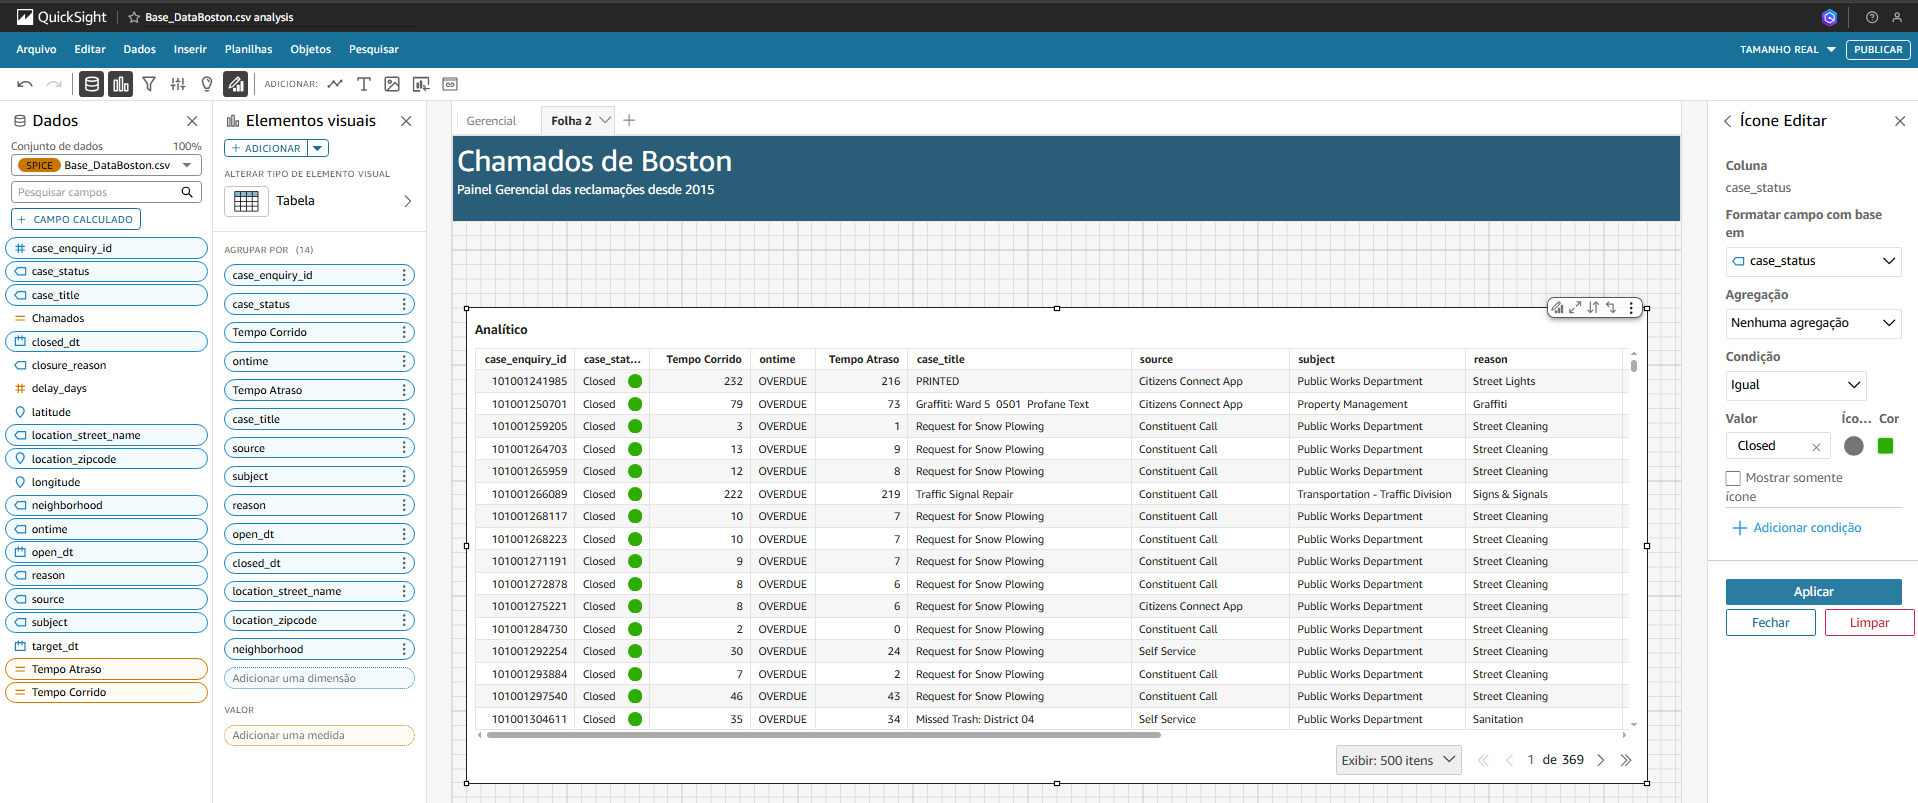 QuickSight
Base_DataBoston.csv analysis
Arquivo Editar Dados Inserir Planilhas Objetos Pesquisar
TAMANHO REAL PUBLICAR
ADICIONAR:
Dados
Conjunto de dados 100%
SPICE Base_DataBoston.csv
Pesquisar campos
+ CAMPO CALCULADO
case_enquiry_id
case_status
case_title
Chamados
closed_dt
closure_reason
delay_days
latitude
location_street_name
location_zipcode
longitude
neighborhood
ontime
open_dt
reason
source
subject
target_dt
Tempo Atraso
Tempo Corrido
Elementos visuais
+ ADICIONAR
ALTERAR TIPO DE ELEMENTO VISUAL
Tabela
AGRUPAR POR (14)
case_enquiry_id
case_status
Tempo Corrido
ontime
Tempo Atraso
case_title
source
subject
reason
open_dt
closed_dt
location_street_name
location_zipcode
neighborhood
Adicionar uma dimensão
VALOR
Adicionar uma medida
Gerencial Folha 2 +
Chamados de Boston
Painel Gerencial das reclamações desde 2015
Analítico
case_enquiry_id case_stat... Tempo Corrido ontime Tempo Atraso case_title source subject reason
101001241985 Closed 232 OVERDUE 216 PRINTED Citizens Connect App Public Works Department Street Lights
101001250701 Closed 79 OVERDUE 73 Graffiti: Ward 5 0501 Profane Text Citizens Connect App Property Management Graffiti
101001259205 Closed 3 OVERDUE 1 Request for Snow Plowing Constituent Call Public Works Department Street Cleaning
101001264703 Closed 13 OVERDUE 9 Request for Snow Plowing Constituent Call Public Works Department Street Cleaning
101001265959 Closed 12 OVERDUE 8 Request for Snow Plowing Constituent Call Public Works Department Street Cleaning
101001266089 Closed 222 OVERDUE 219 Traffic Signal Repair Constituent Call Transportation - Traffic Division Signs & Signals
101001268117 Closed 10 OVERDUE 7 Request for Snow Plowing Constituent Call Public Works Department Street Cleaning
101001268223 Closed 10 OVERDUE 7 Request for Snow Plowing Constituent Call Public Works Department Street Cleaning
101001271191 Closed 9 OVERDUE 7 Request for Snow Plowing Constituent Call Public Works Department Street Cleaning
101001272878 Closed 8 OVERDUE 6 Request for Snow Plowing Constituent Call Public Works Department Street Cleaning
101001275221 Closed 8 OVERDUE 6 Request for Snow Plowing Citizens Connect App Public Works Department Street Cleaning
101001284730 Closed 2 OVERDUE 0 Request for Snow Plowing Constituent Call Public Works Department Street Cleaning
101001292254 Closed 30 OVERDUE 24 Request for Snow Plowing Self Service Public Works Department Street Cleaning
101001293884 Closed 7 OVERDUE 2 Request for Snow Plowing Constituent Call Public Works Department Street Cleaning
101001297540 Closed 46 OVERDUE 43 Request for Snow Plowing Constituent Call Public Works Department Street Cleaning
101001304611 Closed 35 OVERDUE 34 Missed Trash: District 04 Self Service Public Works Department Sanitation
Exibir: 500 itens 1 de 369
Ícone Editar
Coluna
case_status
Formatar campo com base
em
case_status
Agregação
Nenhuma agregação
Condição
Igual
Valor Íco... Cor
Closed
Mostrar somente
ícone
+ Adicionar condição
Aplicar
Fechar Limpar